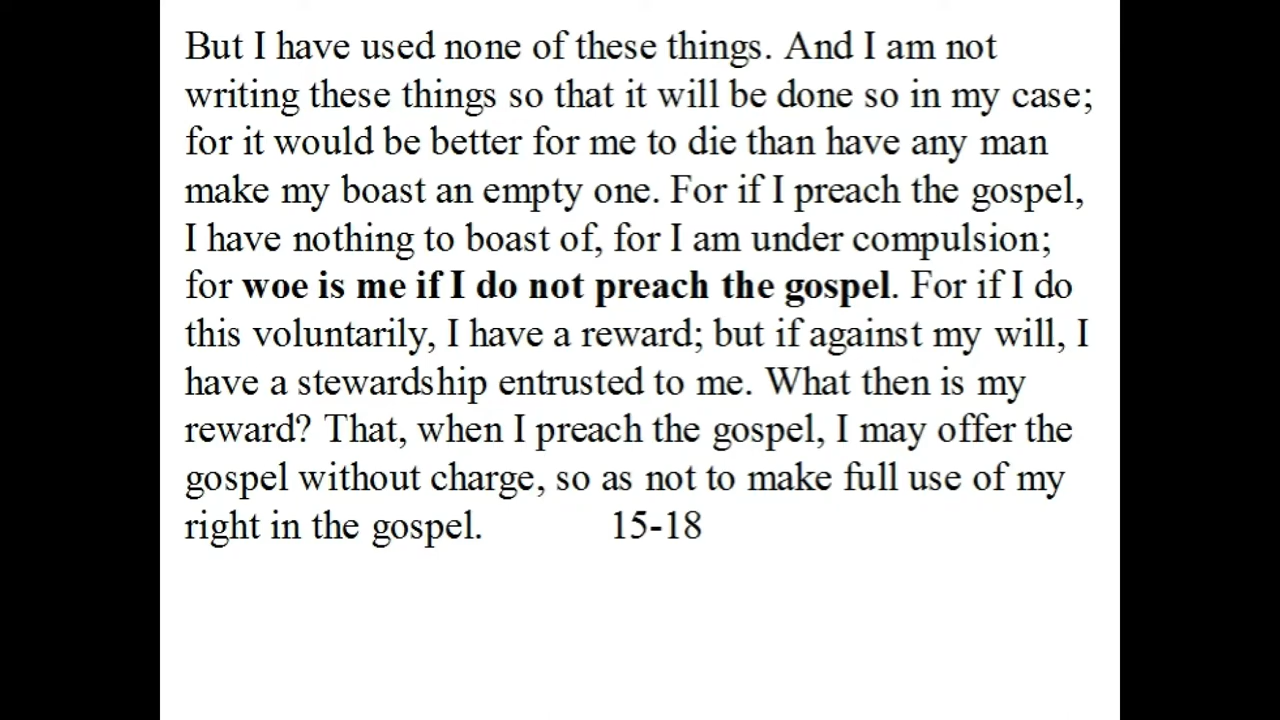 But I have used none of these things. And I am not
writing these things so that it will be done so in my case;
for it would be better for me to die than have any man
make my boast an empty one. For if I preach the gospel,
I have nothing to boast of, for I am under compulsion;
for woe is me if I do not preach the gospel. For if I do
this voluntarily, I have a reward; but if against my will, I
have a stewardship entrusted to me. What then is my
reward? That, when I preach the gospel, I may offer the
gospel without charge, so as not to make full use of my
right in the gospel. 15-18